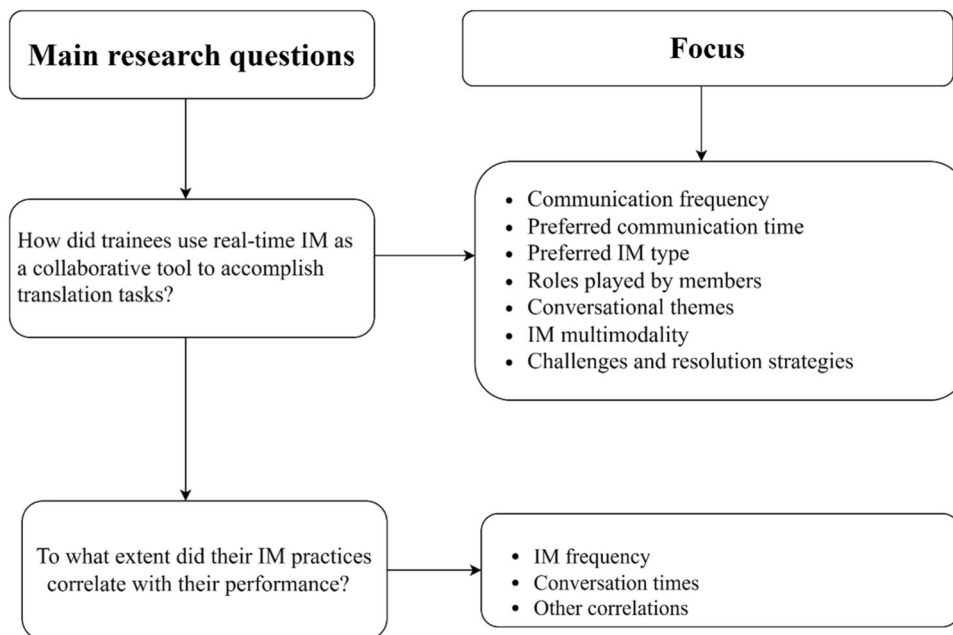 Main research questions
Focus
How did trainees use real-time IM as
a collaborative tool to accomplish
translation tasks?
• Communication frequency
• Preferred communication time
• Preferred IM type
• Roles played by members
• Conversational themes
• IM multimodality
• Challenges and resolution strategies
To what extent did their IM practices
correlate with their performance?
• IM frequency
• Conversation times
• Other correlations